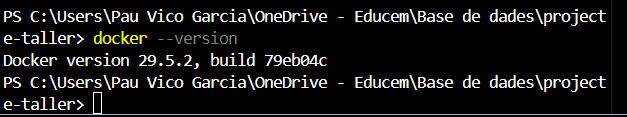 PS C:\Users\Pau Vico Garcia\OneDrive - Educem\Base de dades\project
e-taller> docker --version
Docker version 29.5.2, build 79eb04c
PS C:\Users\Pau Vico Garcia\OneDrive - Educem\Base de dades\project
e-taller>